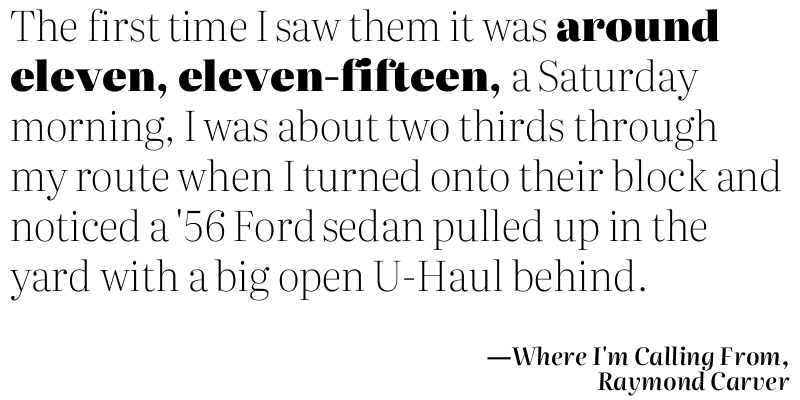 The first time I saw them it was around
eleven, eleven-fifteen, a Saturday
morning, I was about two thirds through
my route when I turned onto their block and
noticed a '56 Ford sedan pulled up in the
yard with a big open U-Haul behind.
—Where I'm Calling From,
Raymond Carver